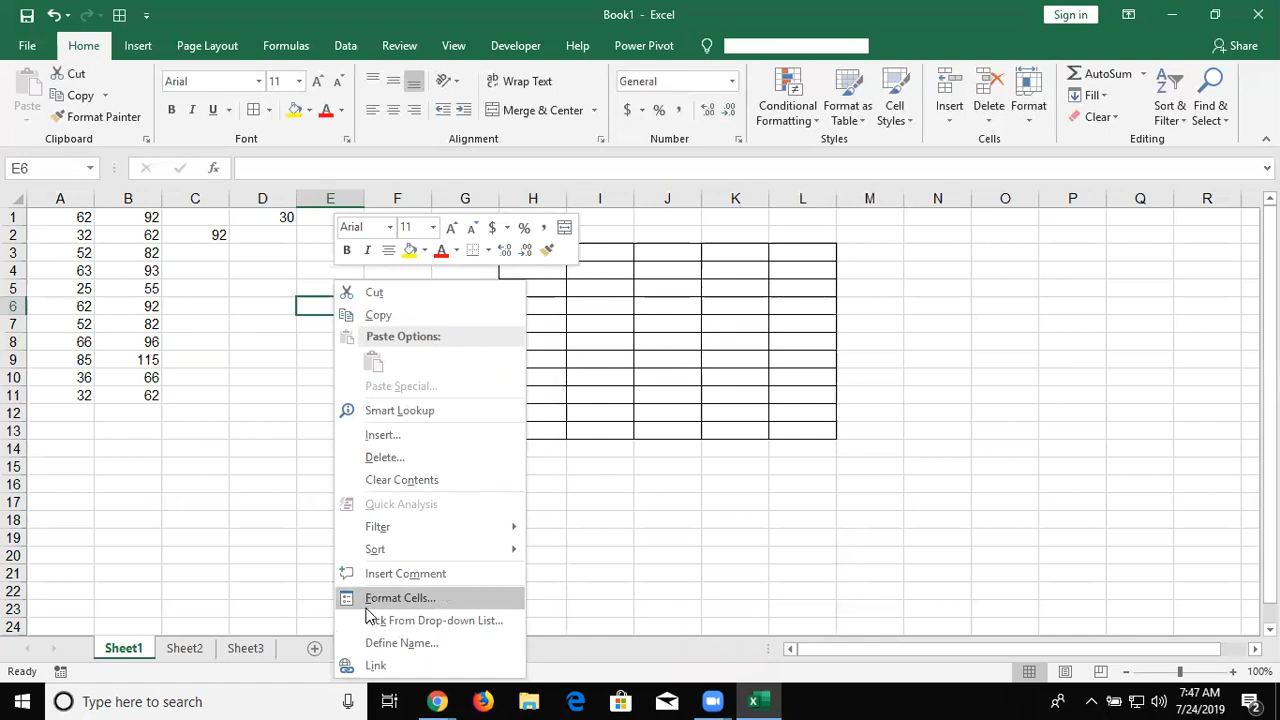 Book1 - Excel
Sign in
File Home Insert Page Layout Formulas Data Review View Developer Help Power Pivot
Share
Paste
Cut
Copy
Format Painter
Clipboard
Arial 11
B I U
Font
Wrap Text
Merge & Center
Alignment
General
$ % ,
Number
Conditional Formatting
Format as Table
Cell Styles
Styles
Insert
Delete
Format
Cells
AutoSum
Fill
Clear
Sort & Filter
Find & Select
Editing
E6
fx
A B C D E F G H I J K L M N O P Q R
1 62 92 30
2 32 62 92
3 52 82
4 63 93
5 25 55
6 62 92
7 52 82
8 66 96
9 85 115
10 36 66
11 32 62
12
13
14
15
16
17
18
19
20
21
22
23
24
Arial 11 $ % ,
B I A
Cut
Copy
Paste Options:
Paste Special...
Smart Lookup
Insert...
Delete...
Clear Contents
Quick Analysis
Filter
Sort
Insert Comment
Format Cells...
ck From Drop-down List...
Define Name...
Link
Sheet1 Sheet2 Sheet3
Ready
100%
Type here to search
7:47 AM
7/24/2019
2